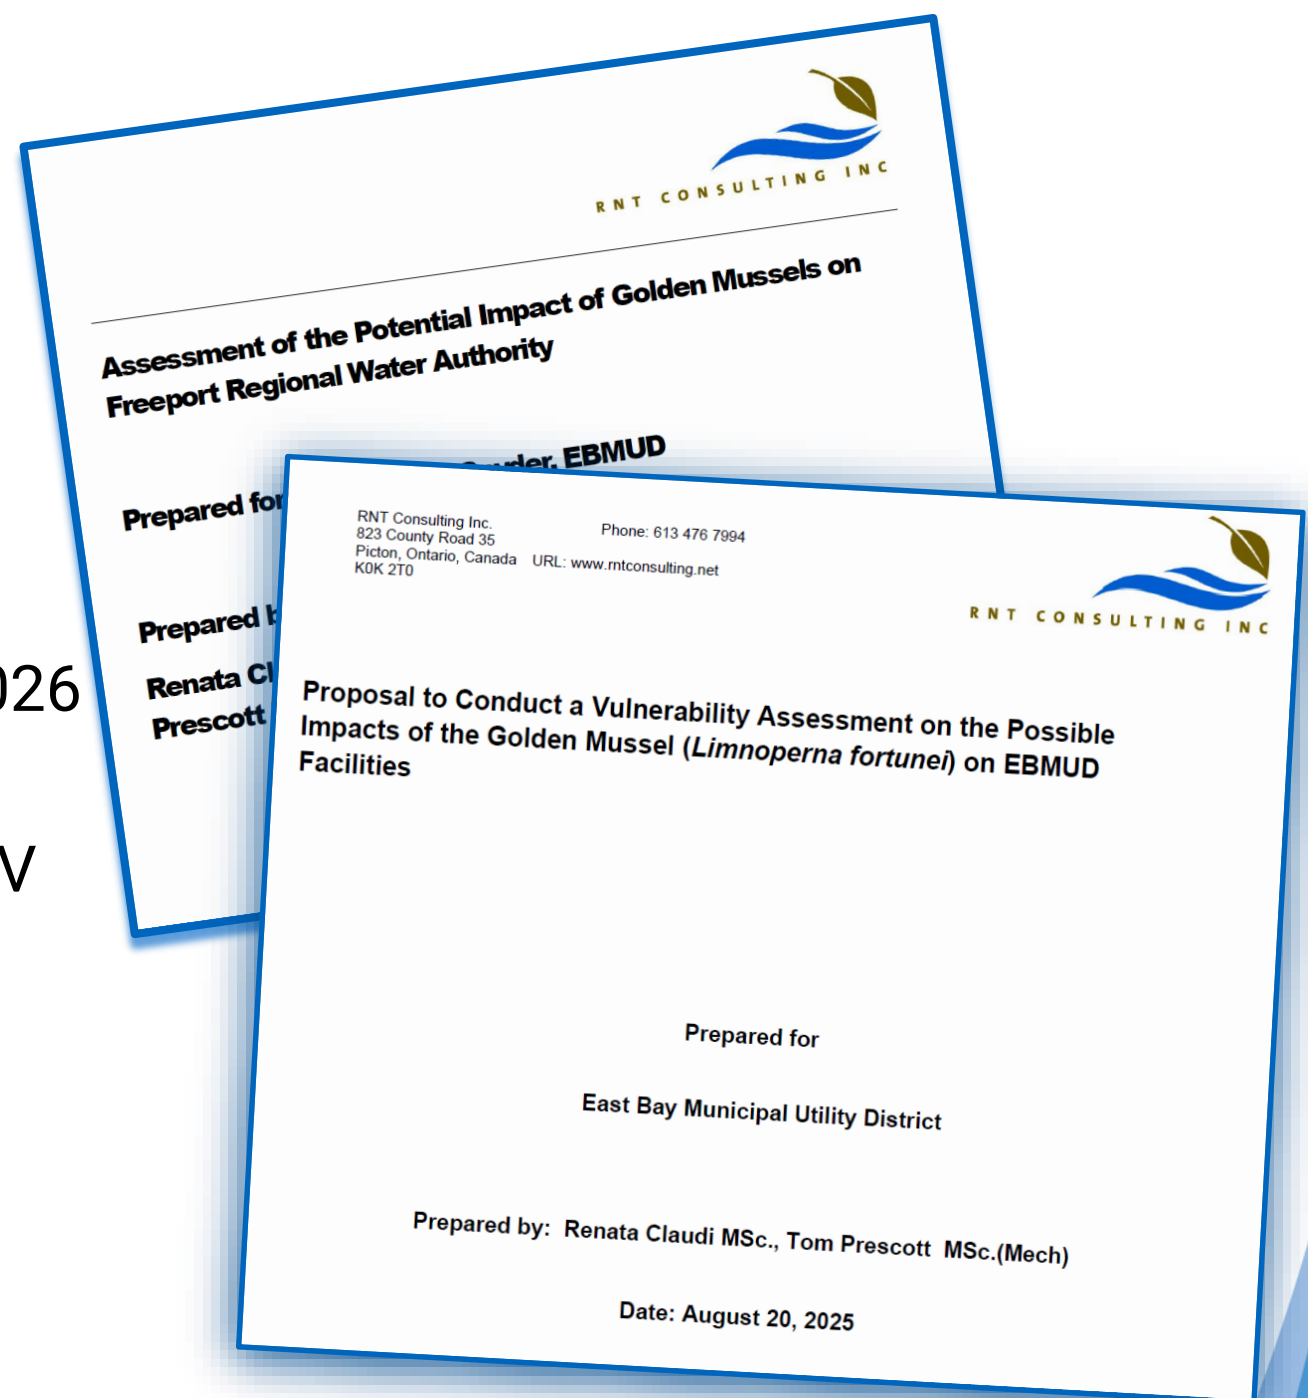 RNT CONSULTING INC
Assessment of the Potential Impact of Golden Mussels on
Freeport Regional Water Authority
Prepared for
EBMUD
Prepared
Renata
Prescott
026
V
RNT Consulting Inc.
823 County Road 35
Picton, Ontario, Canada
K0K 2T0
Phone: 613 476 7994
URL: www.rntconsulting.net
RNT CONSULTING INC
Proposal to Conduct a Vulnerability Assessment on the Possible
Impacts of the Golden Mussel (Limnoperna fortunei) on EBMUD
Facilities
Prepared for
East Bay Municipal Utility District
Prepared by: Renata Claudi MSc., Tom Prescott MSc.(Mech)
Date: August 20, 2025